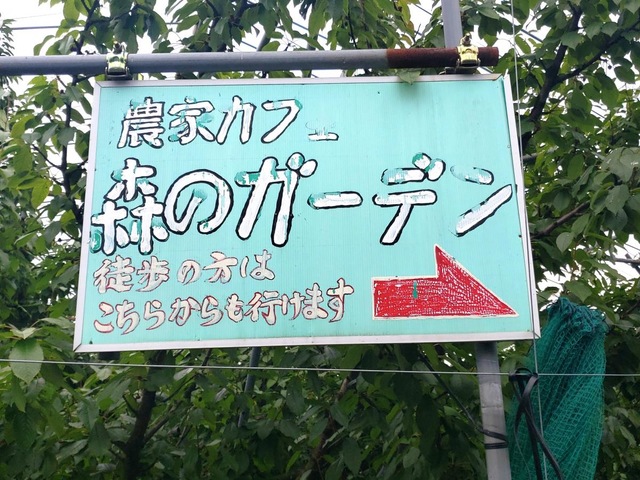 農家カフェ
森のガーデン
徒歩の方は
こちらからも行けます